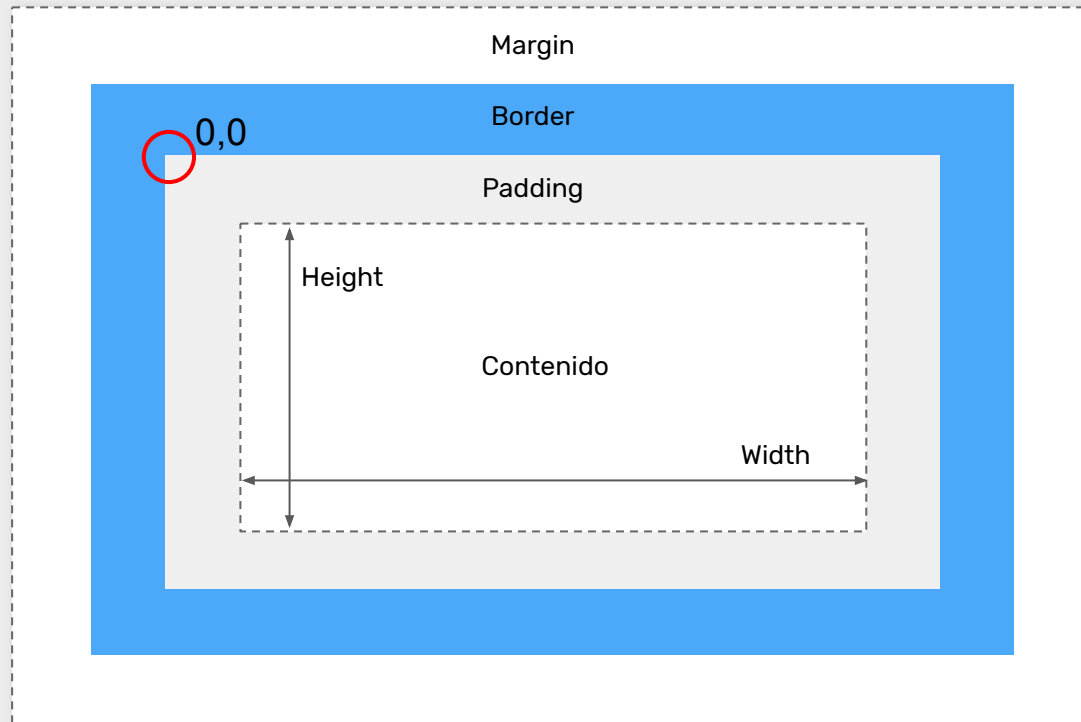 Margin
Border
0,0
Padding
Height
Contenido
Width